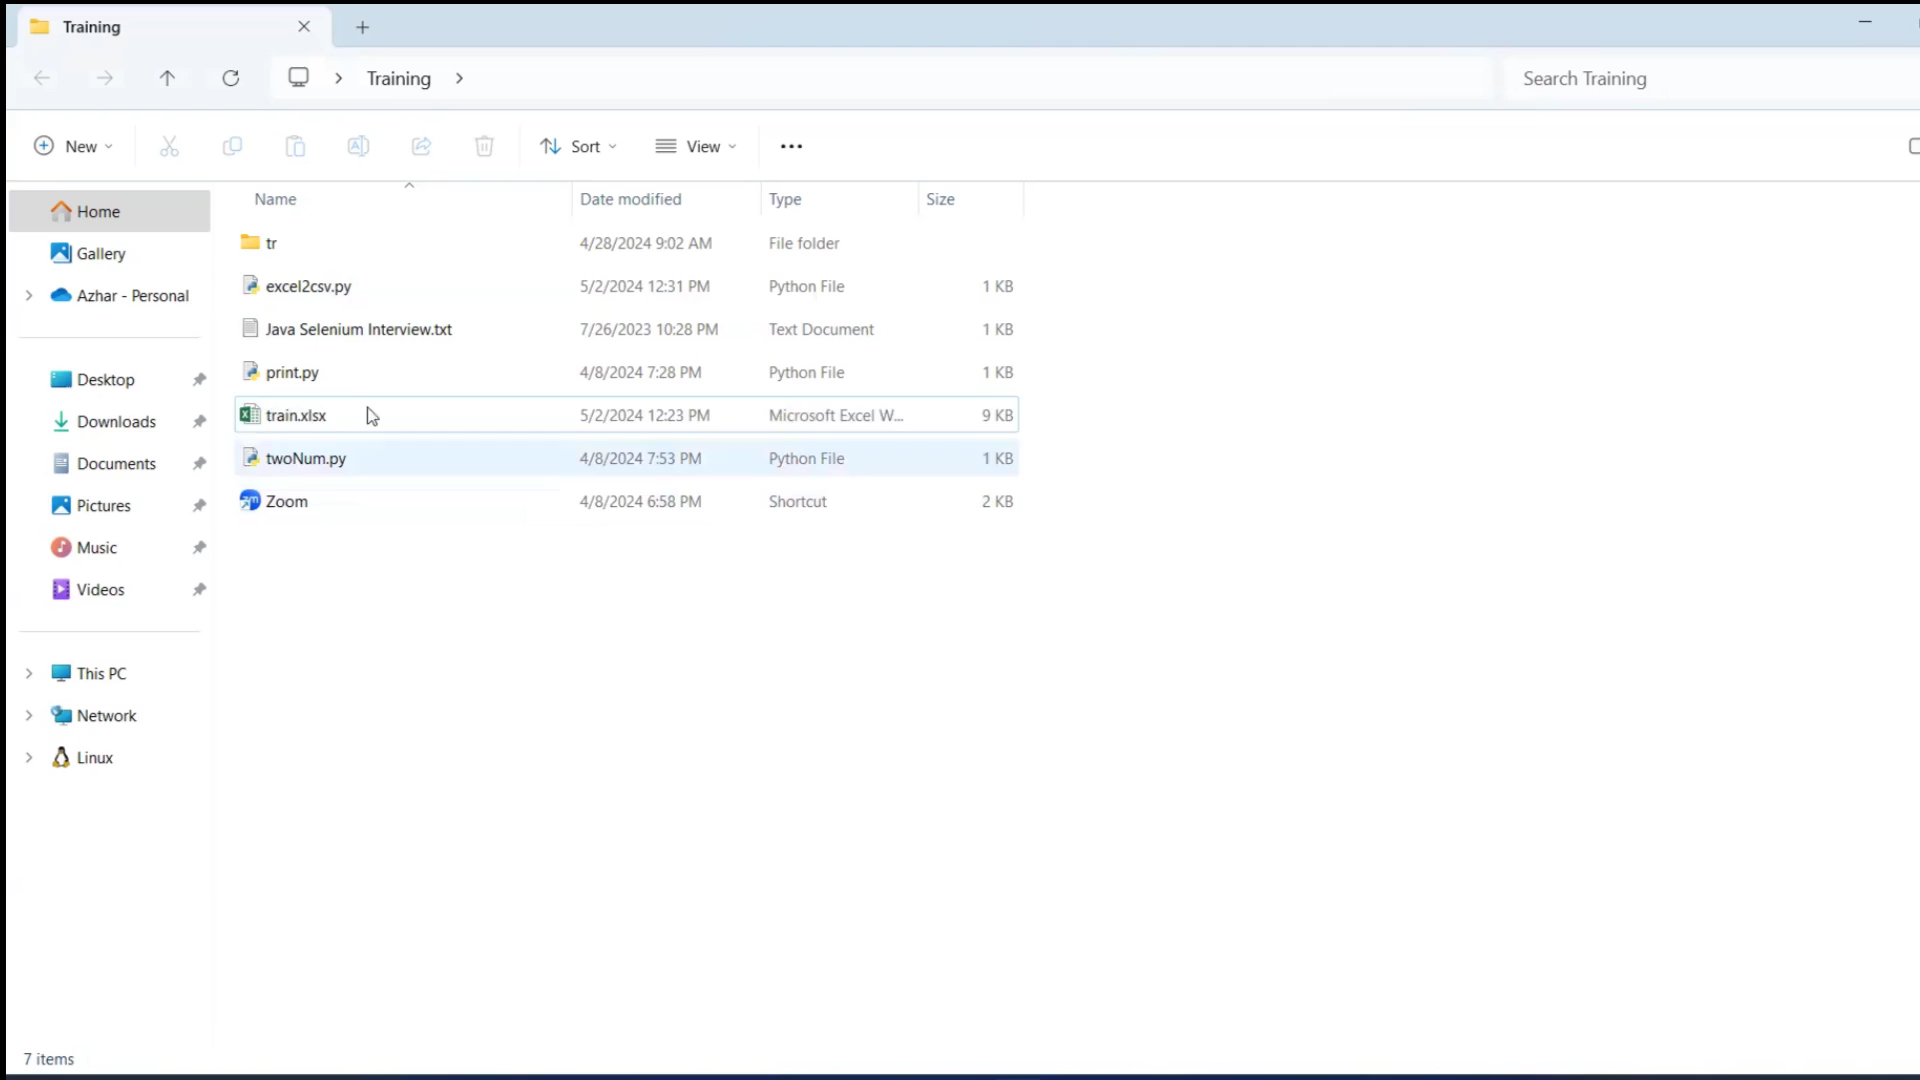 Training
Training
Search Training
New
Sort
View
Name Date modified Type Size
Home
Gallery
Azhar - Personal
Desktop
Downloads
Documents
Pictures
Music
Videos
This PC
Network
Linux
tr 4/28/2024 9:02 AM File folder
excel2csv.py 5/2/2024 12:31 PM Python File 1 KB
Java Selenium Interview.txt 7/26/2023 10:28 PM Text Document 1 KB
print.py 4/8/2024 7:28 PM Python File 1 KB
train.xlsx 5/2/2024 12:23 PM Microsoft Excel W... 9 KB
twoNum.py 4/8/2024 7:53 PM Python File 1 KB
Zoom 4/8/2024 6:58 PM Shortcut 2 KB
7 items